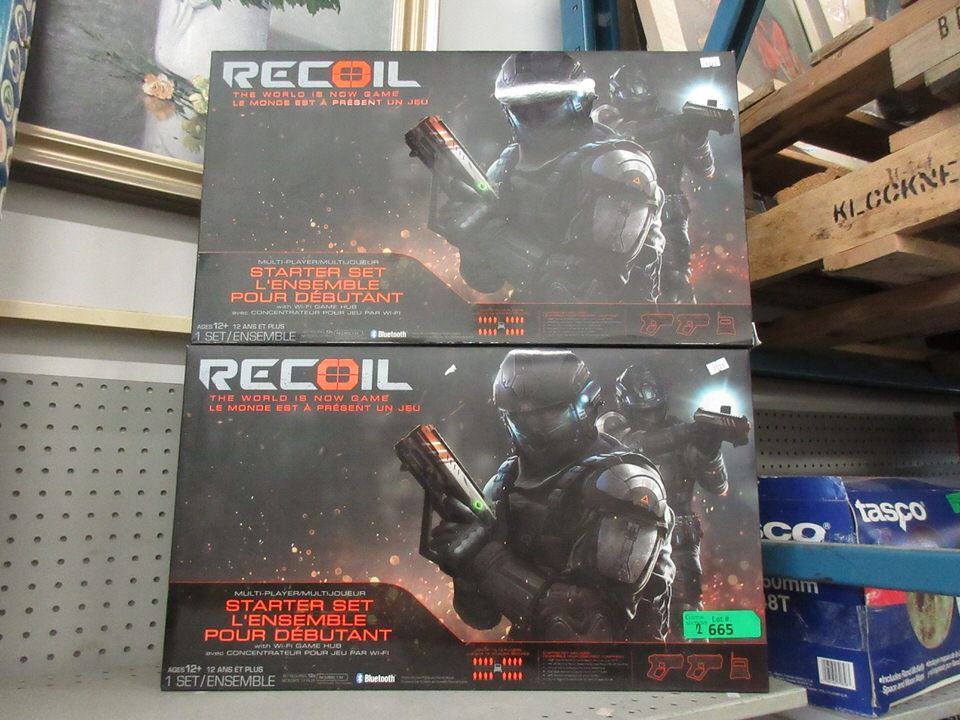 RECOIL
THE WORLD IS NOW GAME
LE MONDE EST À PRÉSENT UN JEU
MULTI-PLAYER/MULTIJOUEUR
STARTER SET
L'ENSEMBLE
POUR DÉBUTANT
with Wi-Fi GAME HUB
avec CONCENTRATEUR POUR JEU PAR Wi-Fi
AGES 12+ 12 ANS ET PLUS
1 SET/ENSEMBLE
Bluetooth
KLOCKNE
RECOIL
THE WORLD IS NOW GAME
LE MONDE EST À PRÉSENT UN JEU
MULTI-PLAYER/MULTIJOUEUR
STARTER SET
L'ENSEMBLE
POUR DÉBUTANT
with Wi-Fi GAME HUB
avec CONCENTRATEUR POUR JEU PAR Wi-Fi
AGES 12+ 12 ANS ET PLUS
1 SET/ENSEMBLE
Bluetooth
Lot #
2 665
CO® tasco
mm
8T